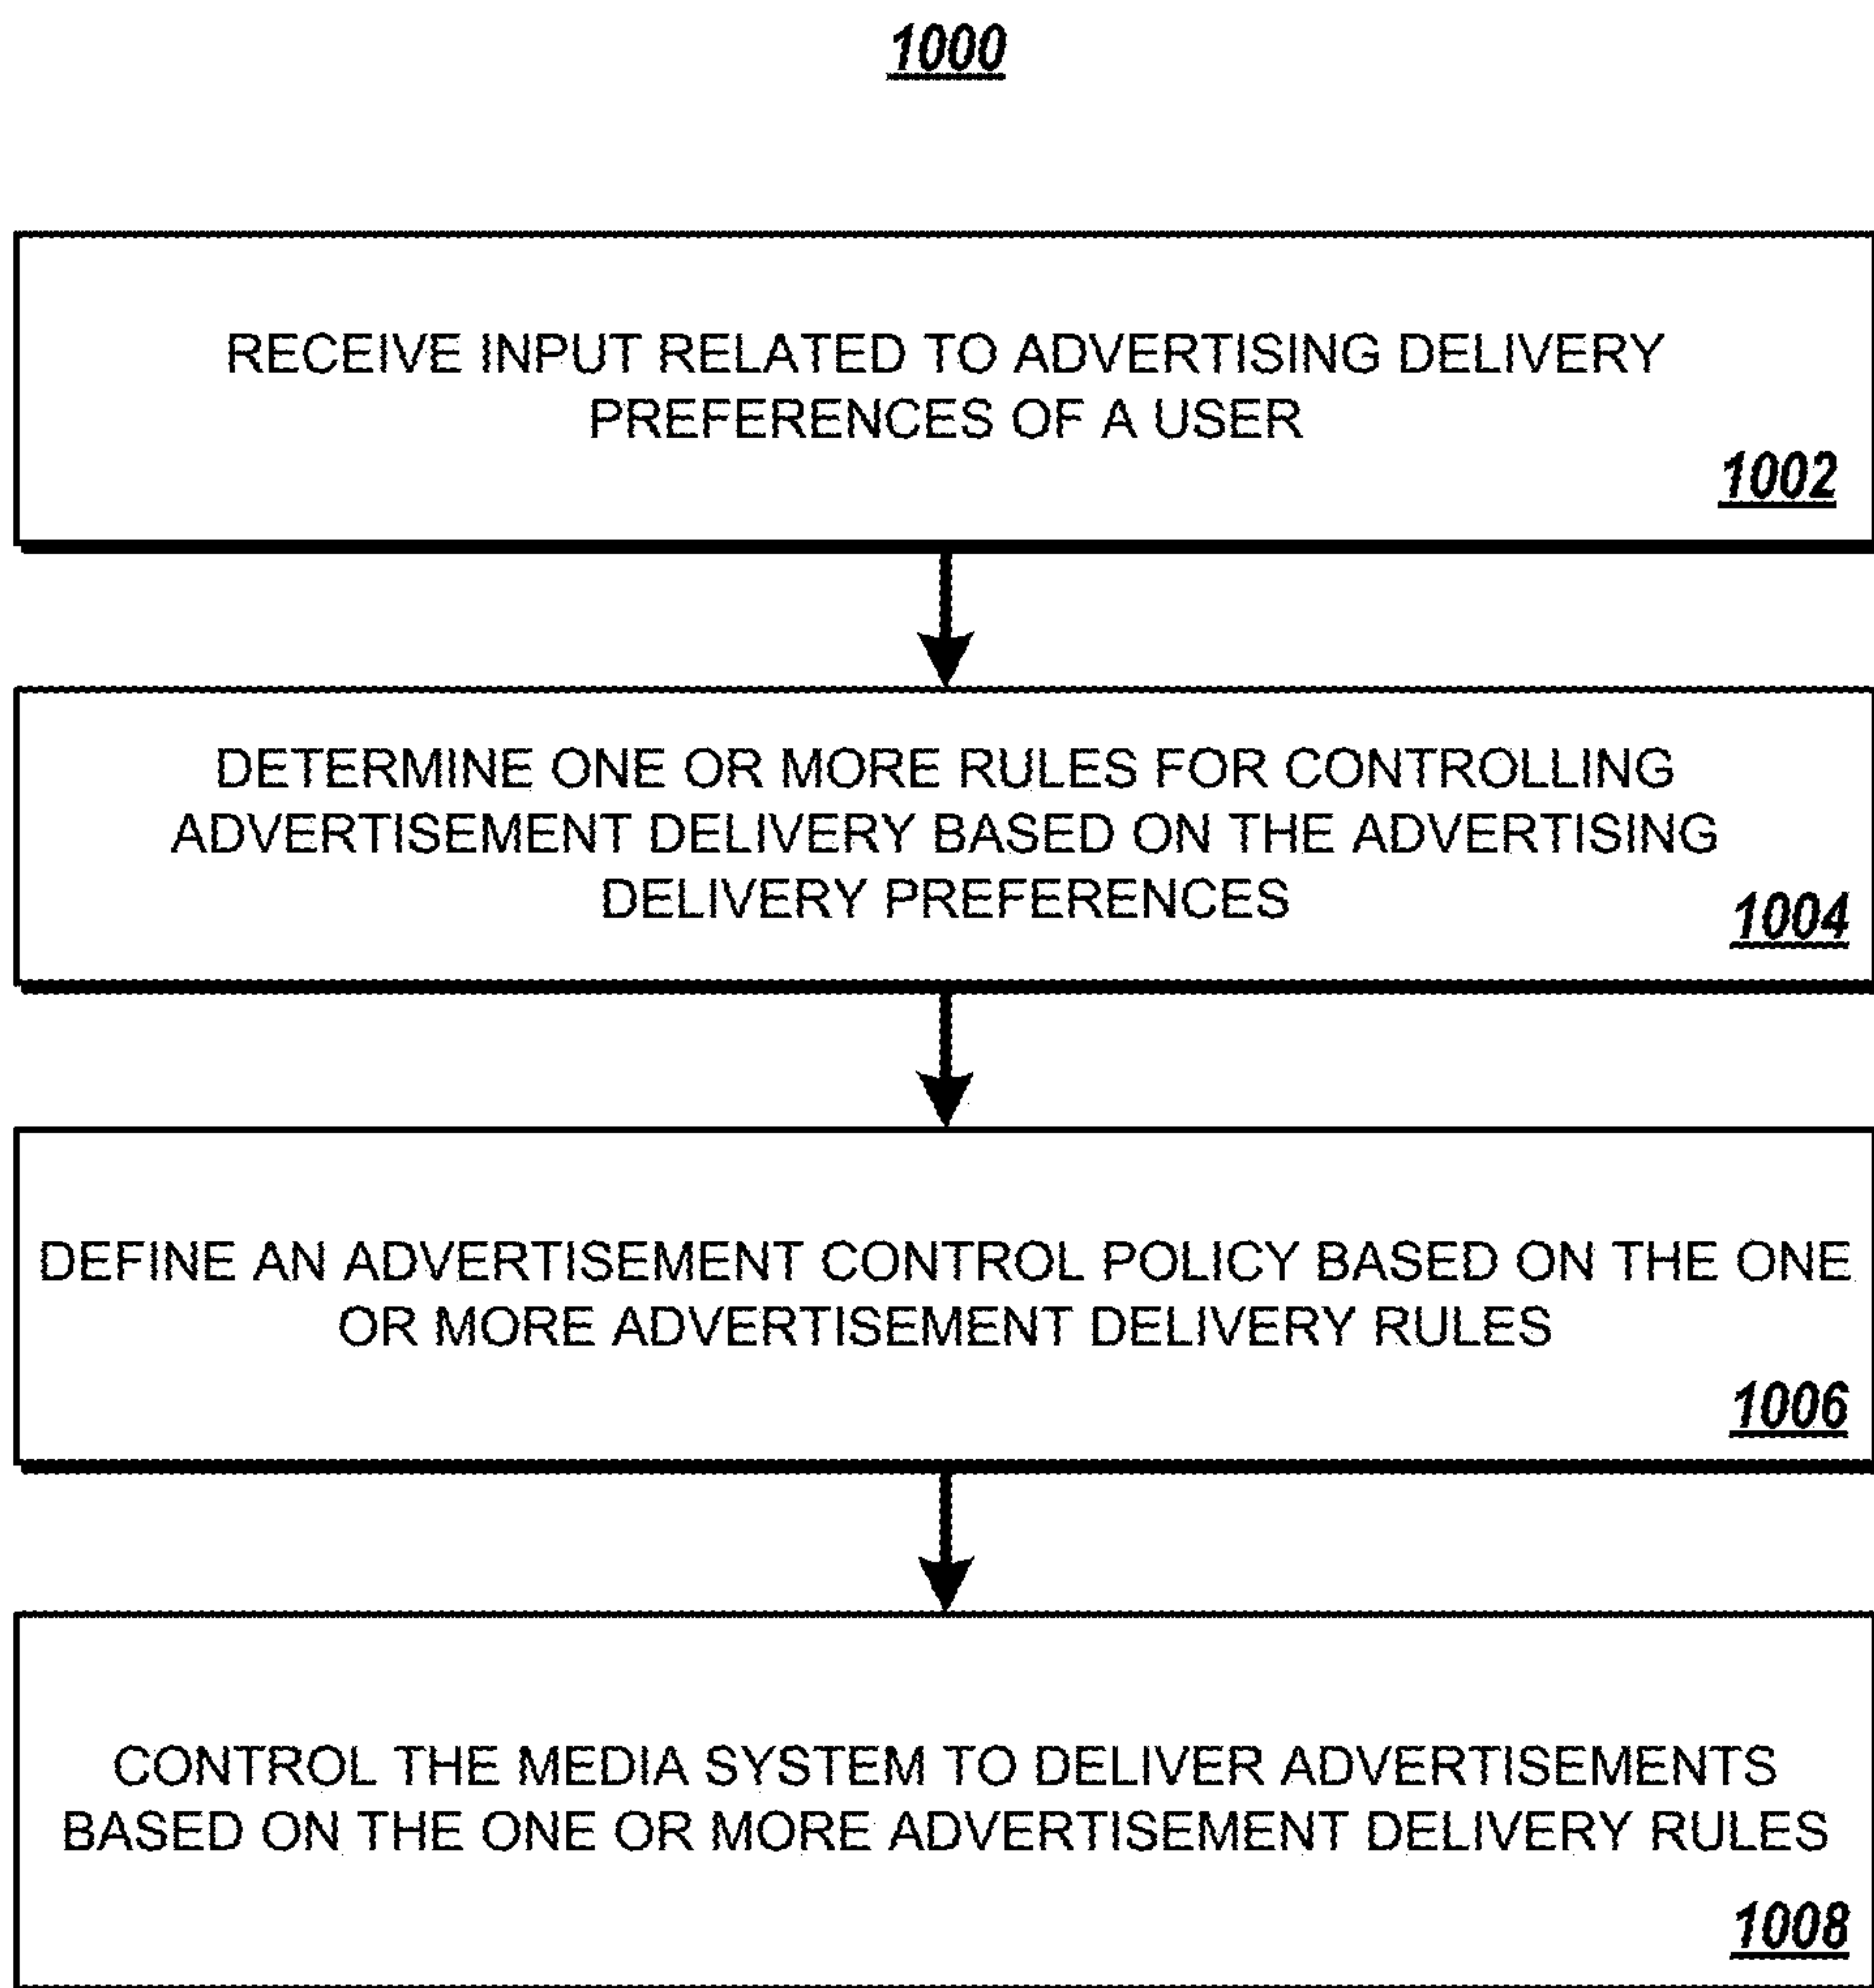 1000
RECEIVE INPUT RELATED TO ADVERTISING DELIVERY
PREFERENCES OF A USER
1002
DETERMINE ONE OR MORE RULES FOR CONTROLLING
ADVERTISEMENT DELIVERY BASED ON THE ADVERTISING
DELIVERY PREFERENCES
1004
DEFINE AN ADVERTISEMENT CONTROL POLICY BASED ON THE ONE
OR MORE ADVERTISEMENT DELIVERY RULES
1006
CONTROL THE MEDIA SYSTEM TO DELIVER ADVERTISEMENTS
BASED ON THE ONE OR MORE ADVERTISEMENT DELIVERY RULES
1008